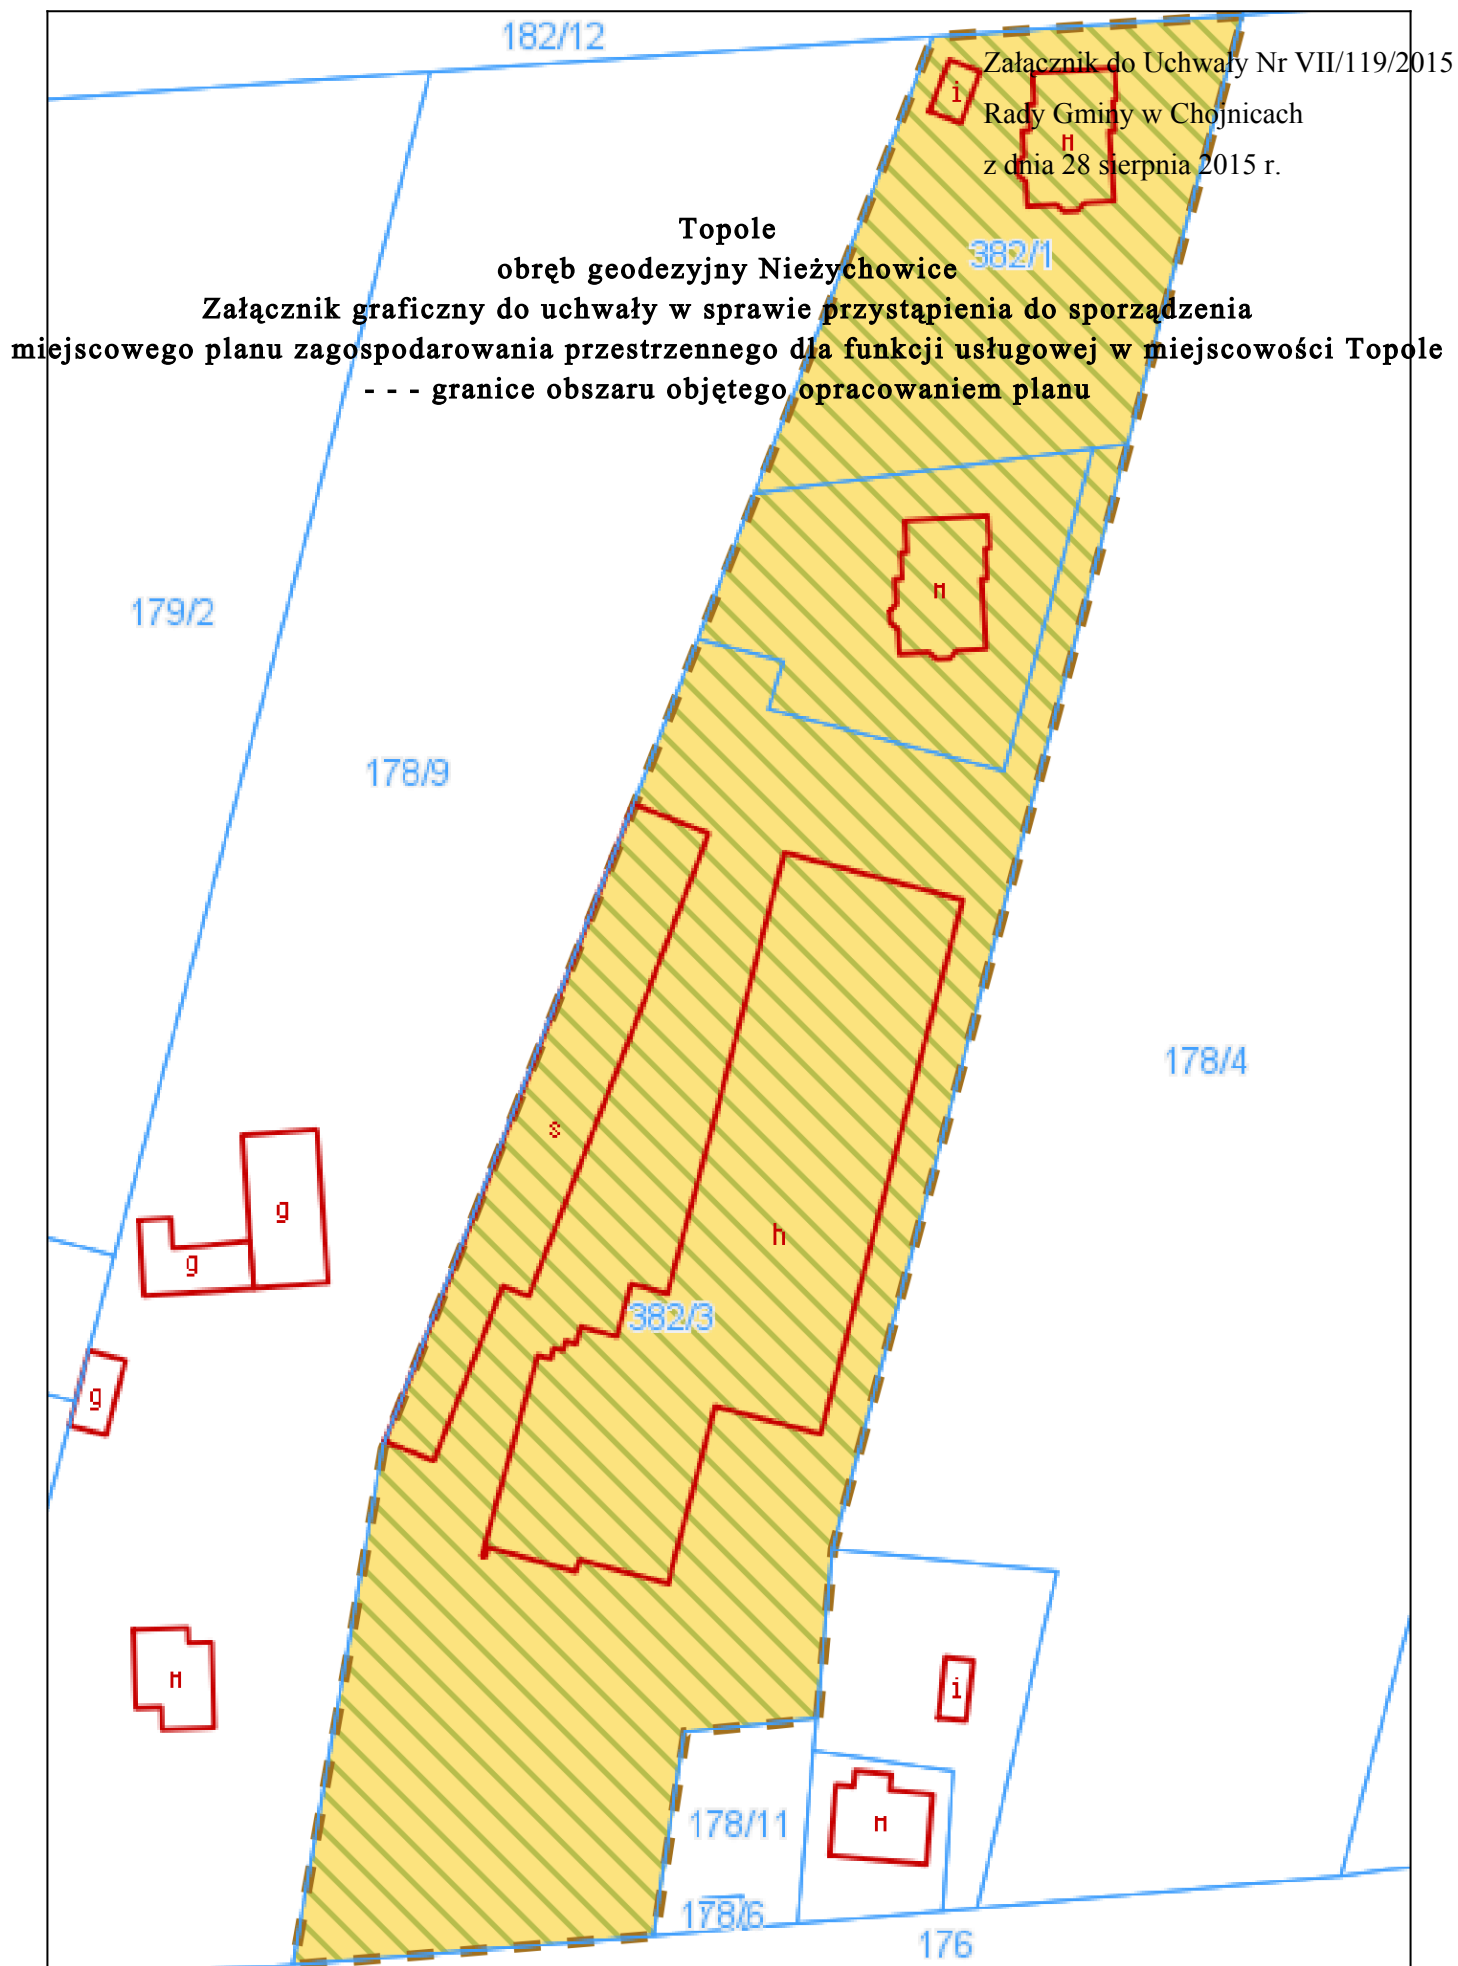 182/12
Załącznik do Uchwały Nr VII/119/2015
i
Rady Gminy w Chojnicach
M
z dnia 28 sierpnia 2015 r.
Topole
382/1
obręb geodezyjny Nieżychowice
Załącznik graficzny do uchwały w sprawie przystąpienia do sporządzenia
miejscowego planu zagospodarowania przestrzennego dla funkcji usługowej w miejscowości Topole
- - - granice obszaru objętego opracowaniem planu
M
179/2
178/9
178/4
s
g
h
g
382/3
g
M
i
178/11
M
178/6
176